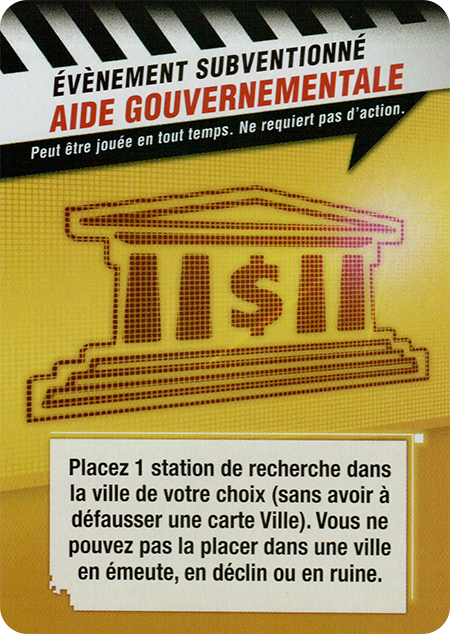 ÉVÈNEMENT SUBVENTIONNÉ
AIDE GOUVERNEMENTALE
Peut être jouée en tout temps. Ne requiert pas d'action.
$
Placez 1 station de recherche dans
la ville de votre choix (sans avoir à
défausser une carte Ville). Vous ne
pouvez pas la placer dans une ville
en émeute, en déclin ou en ruine.